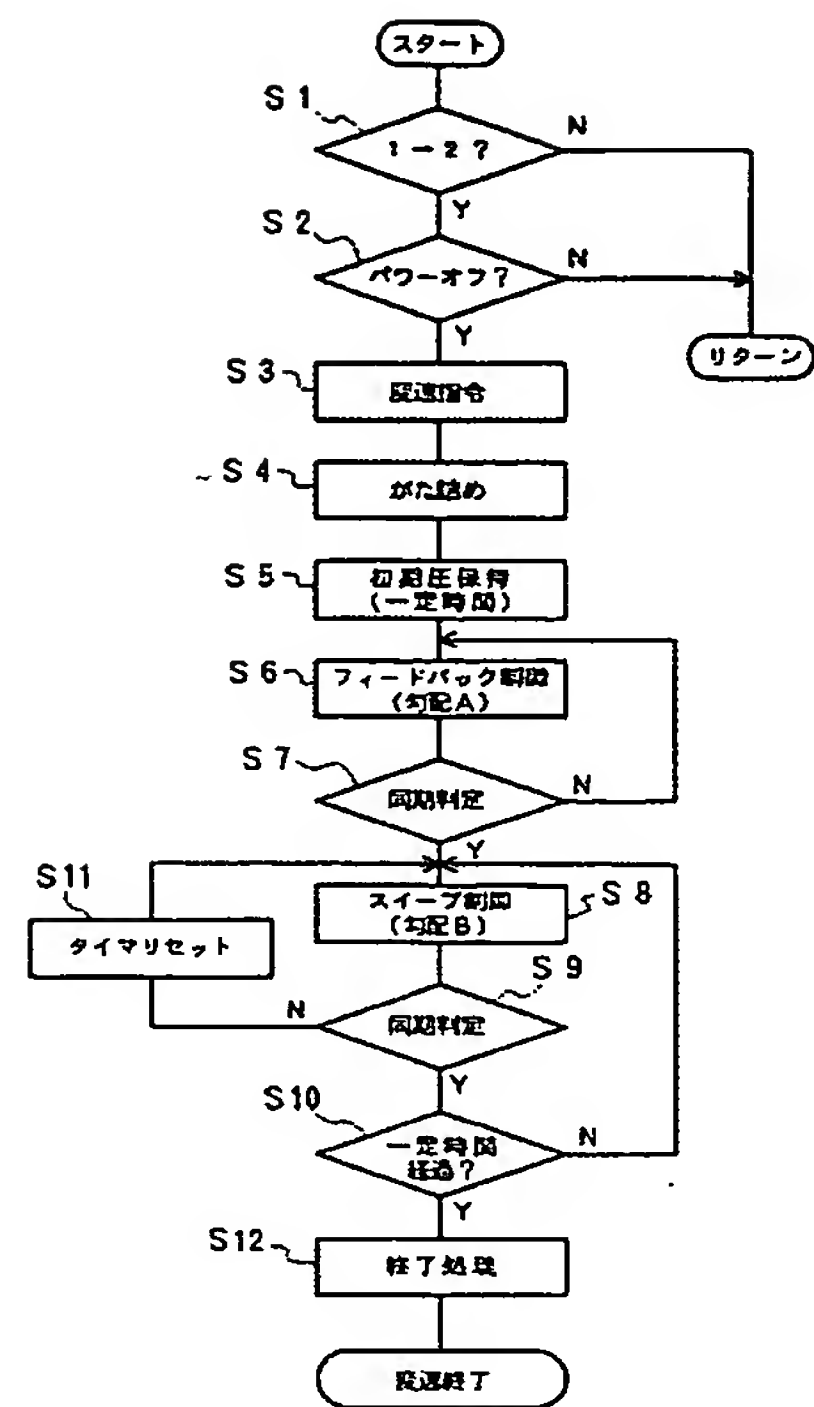 スタート
S1
1→2?
N
Y
S2
パワーオフ?
N
Y
リターン
S3
変速指令
S4
がた詰め
S5
初期圧保持
(一定時間)
S6
フィードバック制御
(勾配A)
S7
同期判定
N
Y
S11
タイマリセット
スイープ制御
(勾配B)
S8
S9
同期判定
N
Y
S10
一定時間
経過?
N
Y
S12
終了処理
変速終了